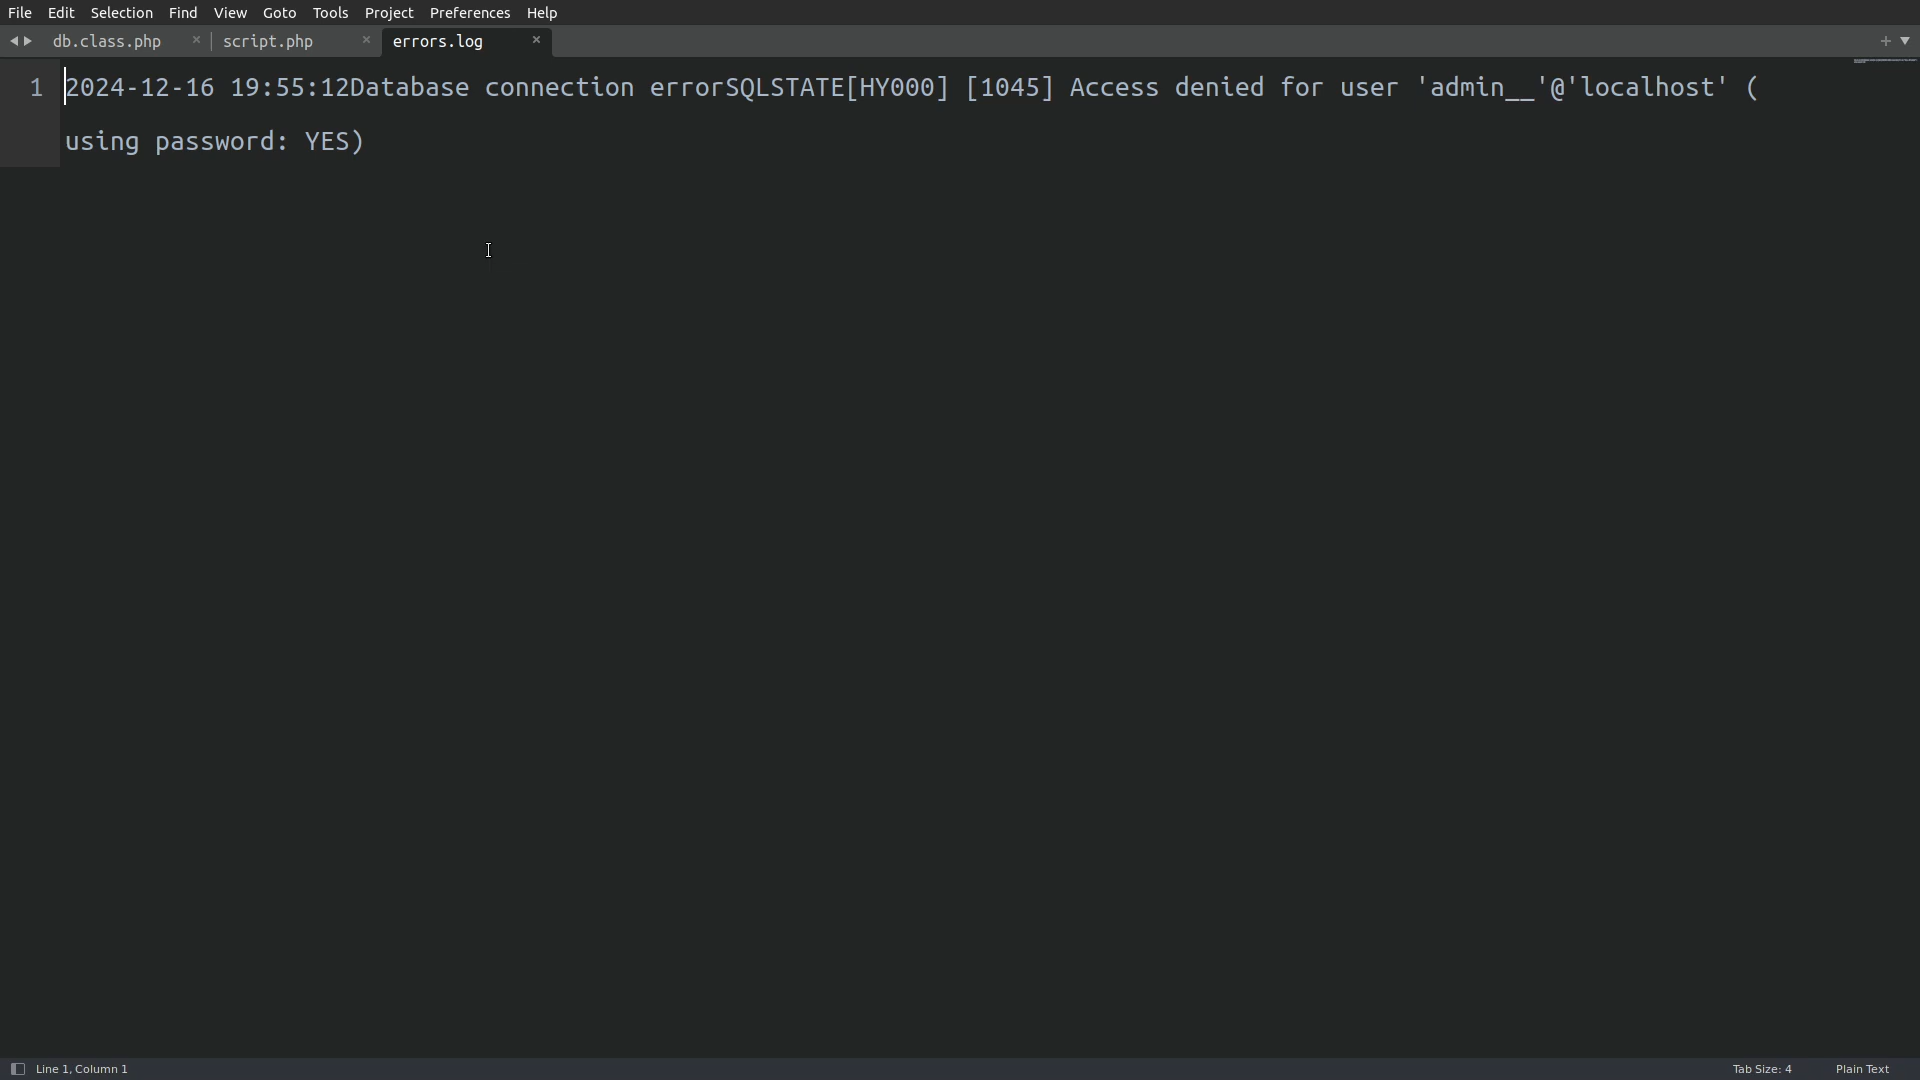 File Edit Selection Find View Goto Tools Project Preferences Help
db.class.php × script.php × errors.log ×
1 2024-12-16 19:55:12Database connection errorSQLSTATE[HY000] [1045] Access denied for user 'admin__'@'localhost' (
using password: YES)
Line 1, Column 1 Tab Size: 4 Plain Text